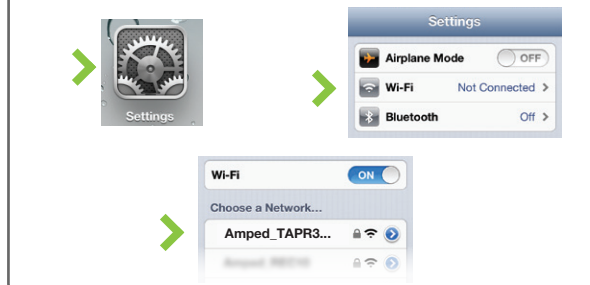 Settings
Settings
Airplane Mode OFF
Wi-Fi Not Connected
Bluetooth Off
Wi-Fi ON
Choose a Network...
Amped_TAPR3...